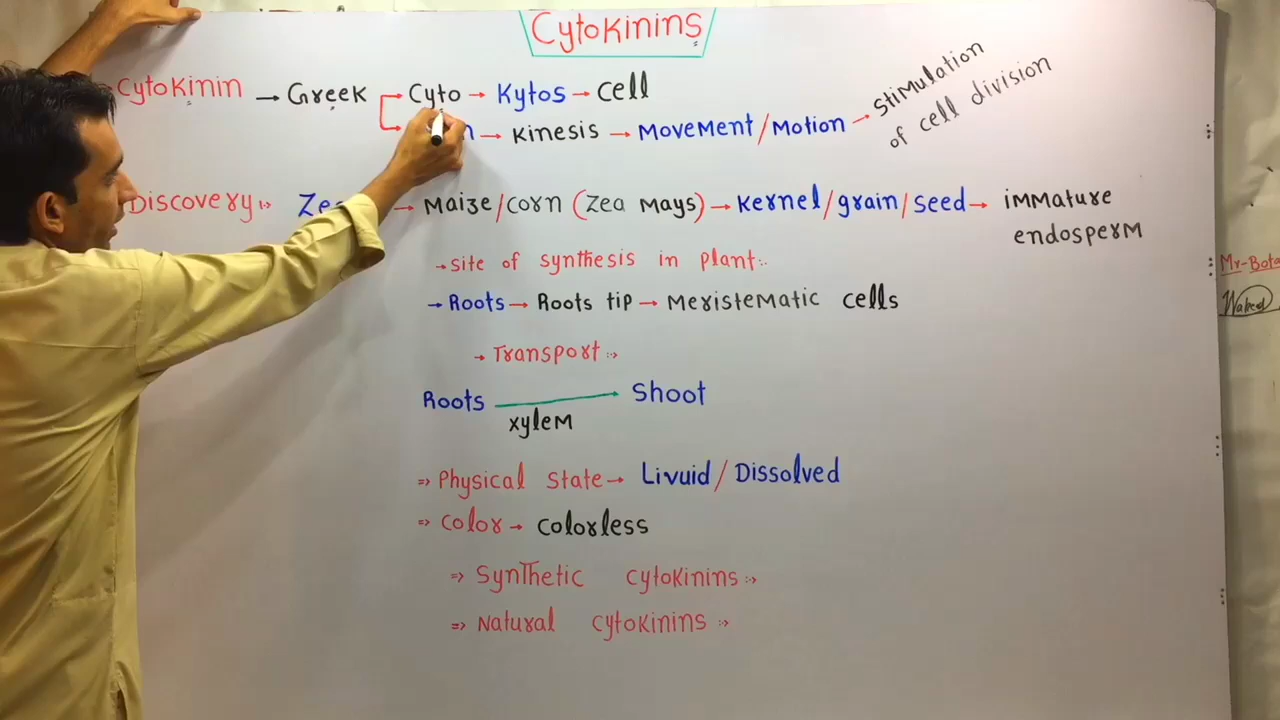 Cytokinins
Cytokinin → Greek → Cyto → Kytos → cell
→ kinesis → Movement/Motion → stimulation
of cell division
Discovery:- → Maize/corn (Zea Mays) → Kernel/grain/seed → immature
endosperm
→ site of synthesis in plant:-
→ Roots → Roots tip → Meristematic cells
→ Transport :-
Roots → Shoot
xylem
⇒ Physical state → Livuid/Dissolved
⇒ Color → colorless
⇒ Synthetic cytokinins :-
⇒ Natural cytokinins :-